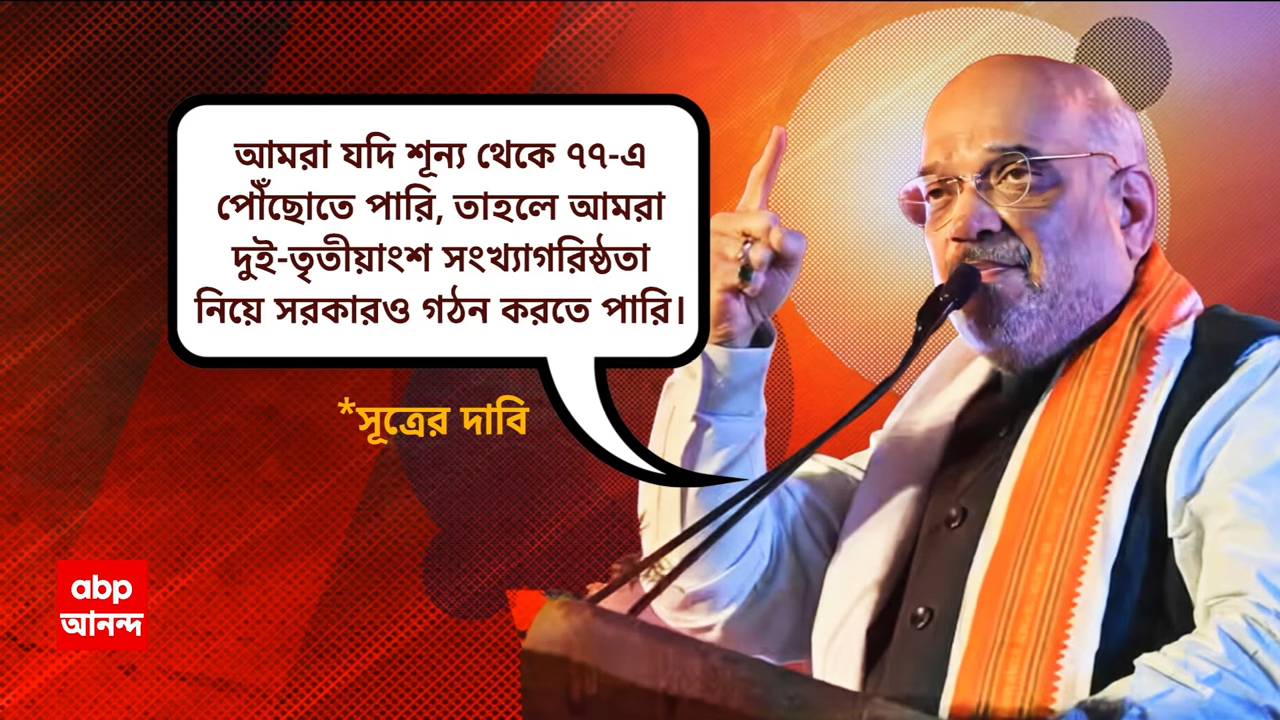 আমরা যদি শূন্য থেকে ৭৭-এ
পৌঁছোতে পারি, তাহলে আমরা
দুই-তৃতীয়াংশ সংখ্যাগরিষ্ঠতা
নিয়ে সরকারও গঠন করতে পারি।
*সূত্রের দাবি
abp
আনন্দ